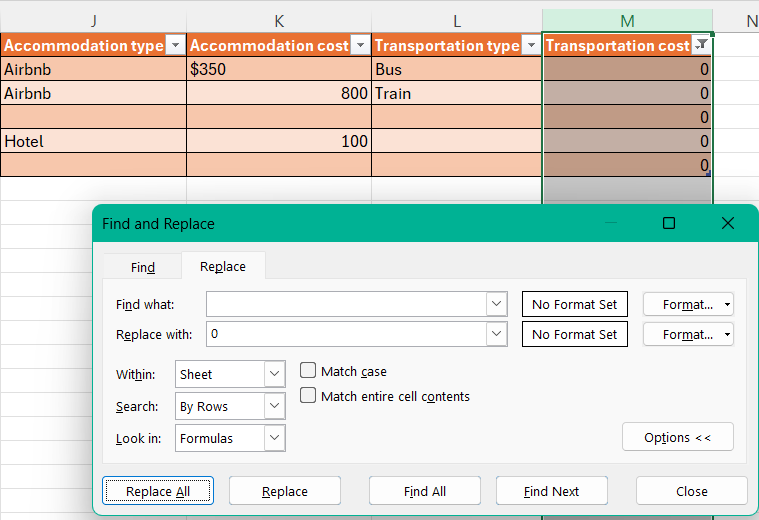 J K L M N
Accommodation type Accommodation cost Transportation type Transportation cost
Airbnb $350 Bus 0
Airbnb 800 Train 0
0
Hotel 100 0
0
Find and Replace
Find Replace
Find what: No Format Set Format...
Replace with: 0 No Format Set Format...
Within: Sheet Match case
Match entire cell contents
Search: By Rows
Look in: Formulas Options <<
Replace All Replace Find All Find Next Close